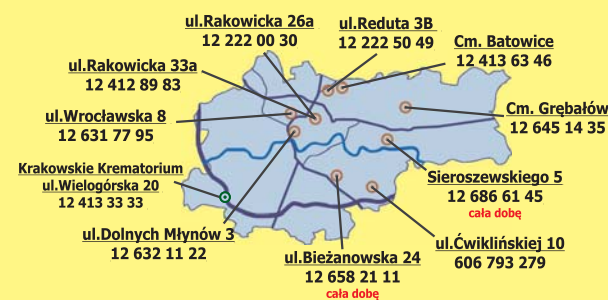 ul.Rakowicka 26a
12 222 00 30
ul.Reduta 3B
12 222 50 49
Cm. Batowice
12 413 63 46
ul.Rakowicka 33a
12 412 89 83
ul.Wrocławska 8
12 631 77 95
Cm. Grębałów
12 645 14 35
Krakowskie Krematorium
ul.Wielogórska 20
12 413 33 33
Sieroszewskiego 5
12 686 61 45
cała dobę
ul.Dolnych Młynów 3
12 632 11 22
ul.Bieżanowska 24
12 658 21 11
cała dobę
ul.Ćwiklińskiej 10
606 793 279